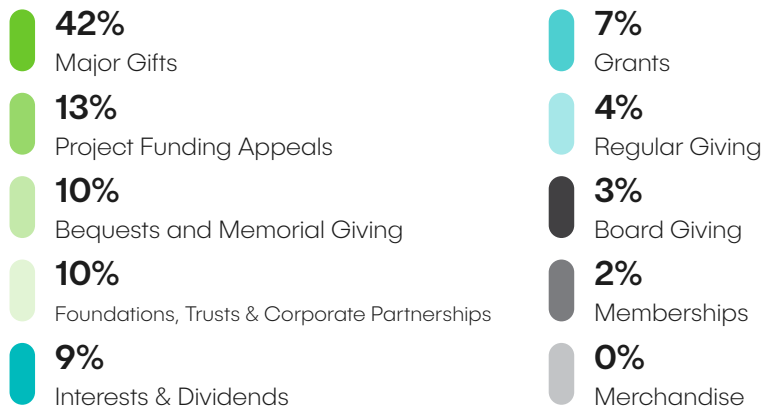 42%
Major Gifts
13%
Project Funding Appeals
10%
Bequests and Memorial Giving
10%
Foundations, Trusts & Corporate Partnerships
9%
Interests & Dividends
7%
Grants
4%
Regular Giving
3%
Board Giving
2%
Memberships
0%
Merchandise